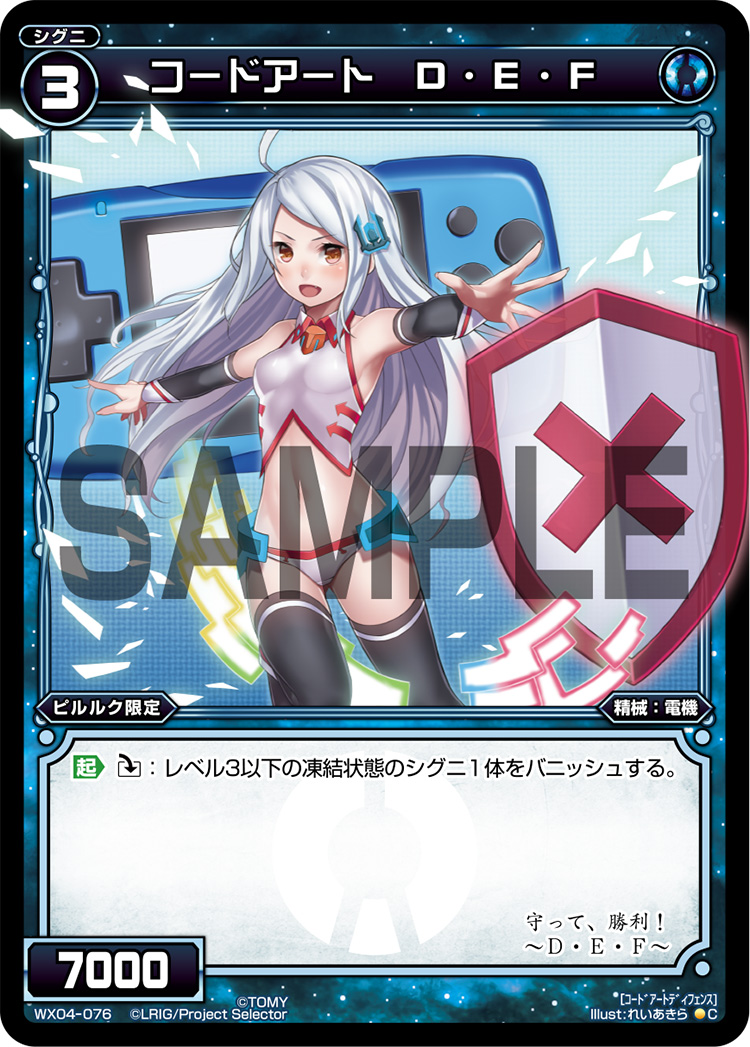 シグニ
3
コードアート D・E・F
SAMPLE
ピルルク限定
精械：電機
起 ：レベル3以下の凍結状態のシグニ1体をバニッシュする。
守って、勝利！
～D・E・F～
7000
WX04-076 ©LRIG/Project Selector
©TOMY
[コードアートディフェンス]
Illust:れいあきら C